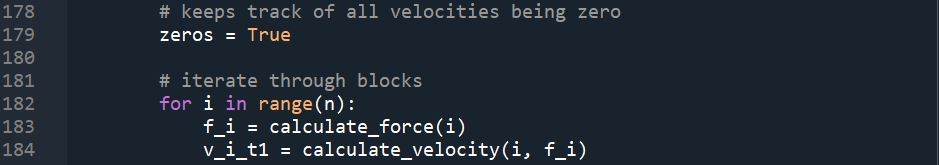 178 # keeps track of all velocities being zero
179 zeros = True
180
181 # iterate through blocks
182 for i in range(n):
183 f_i = calculate_force(i)
184 v_i_t1 = calculate_velocity(i, f_i)